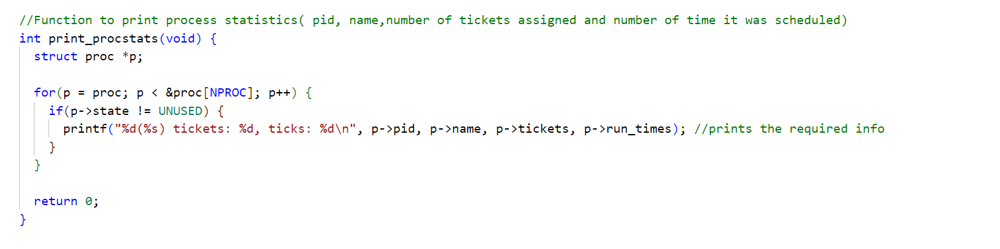 //Function to print process statistics( pid, name,number of tickets assigned and number of time it was scheduled)
int print_procstats(void) {
  struct proc *p;

  for(p = proc; p < &proc[NPROC]; p++) {
    if(p->state != UNUSED) {
      printf("%d(%s) tickets: %d, ticks: %d\n", p->pid, p->name, p->tickets, p->run_times); //prints the required info
    }
  }

  return 0;
}